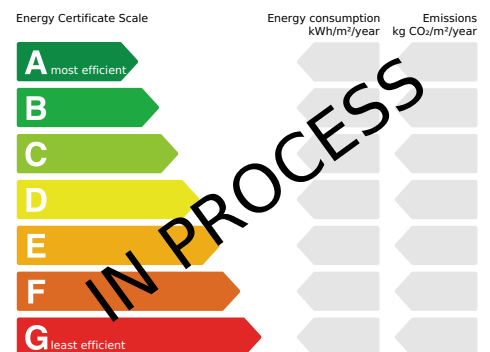 Energy Certificate Scale
Energy consumption
kWh/m²/year
Emissions
kg CO₂/m²/year
A most efficient
B
C
D
E
F
G least efficient
IN PROCESS